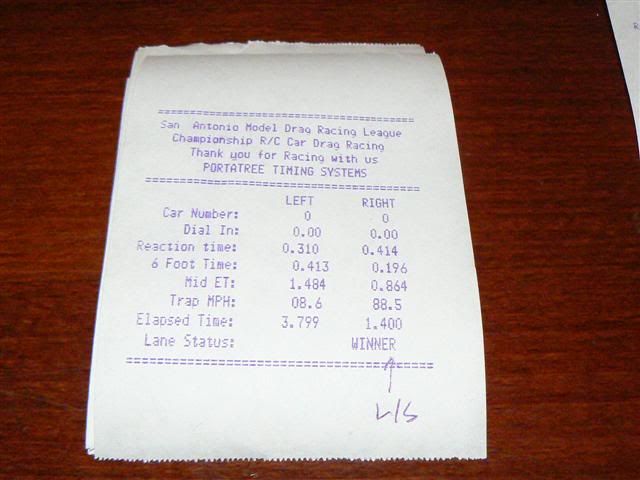 ==========================================
San Antonio Model Drag Racing League
Championship R/C Car Drag Racing
Thank you for Racing with us
PORTATREE TIMING SYSTEMS
==========================================
LEFT RIGHT
Car Number: 0 0
Dial In: 0.00 0.00
Reaction time: 0.310 0.414
6 Foot Time: 0.413 0.196
Mid ET: 1.484 0.864
Trap MPH: 08.6 88.5
Elapsed Time: 3.799 1.400
Lane Status: WINNER
==========================================